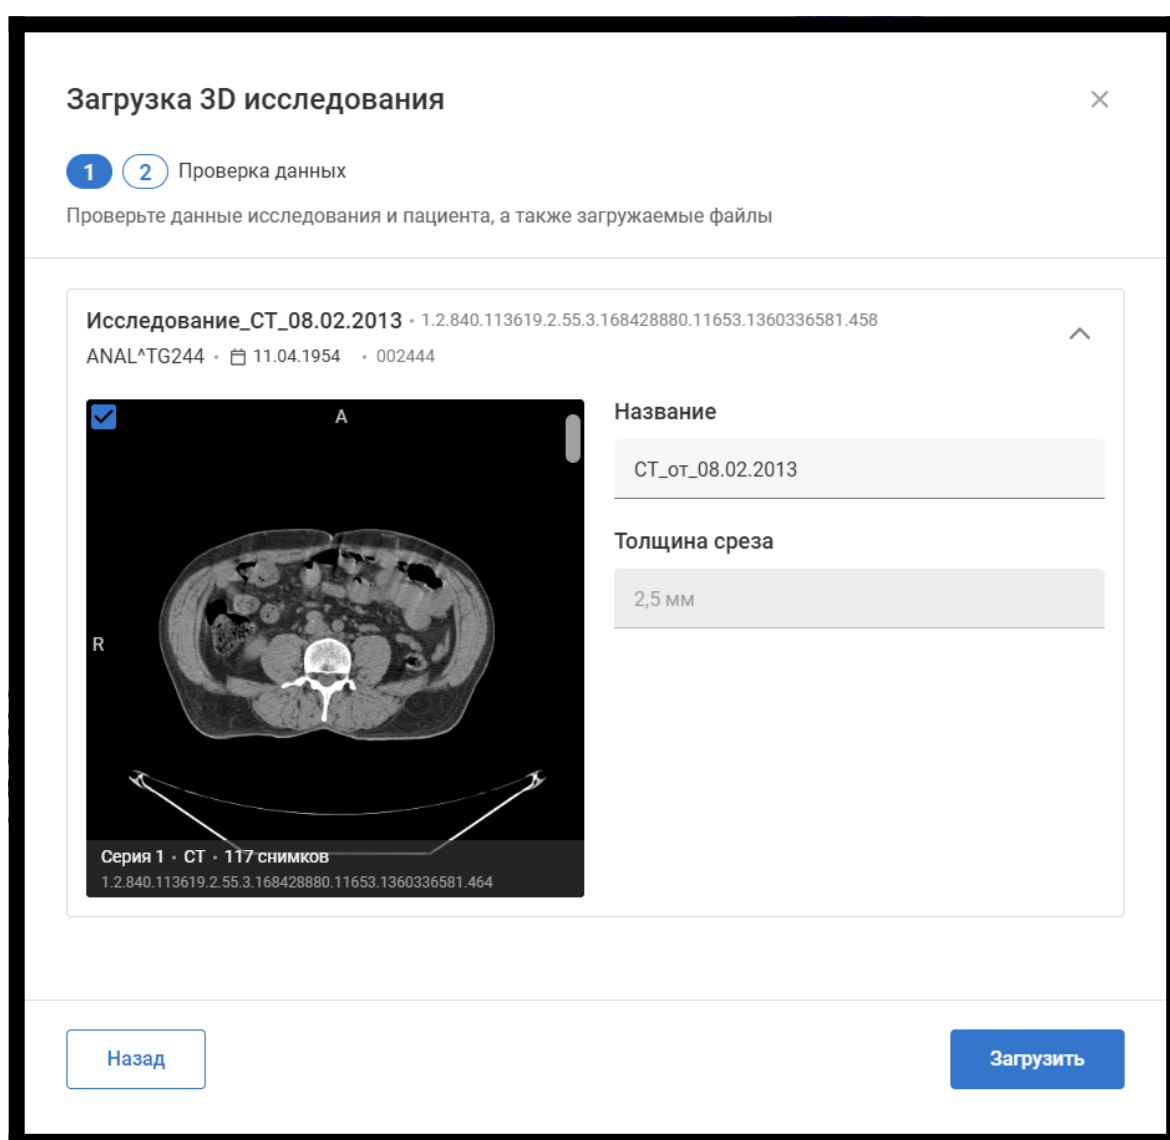 Загрузка 3D исследования
1 2 Проверка данных
Проверьте данные исследования и пациента, а также загружаемые файлы
Исследование_CT_08.02.2013 • 1.2.840.113619.2.55.3.168428880.11653.1360336581.458
ANAL^TG244 • 11.04.1954 • 002444
A
R
Серия 1 • CT • 117 снимков
1.2.840.113619.2.55.3.168428880.11653.1360336581.464
Название
CT_от_08.02.2013
Толщина среза
2,5 мм
Назад
Загрузить